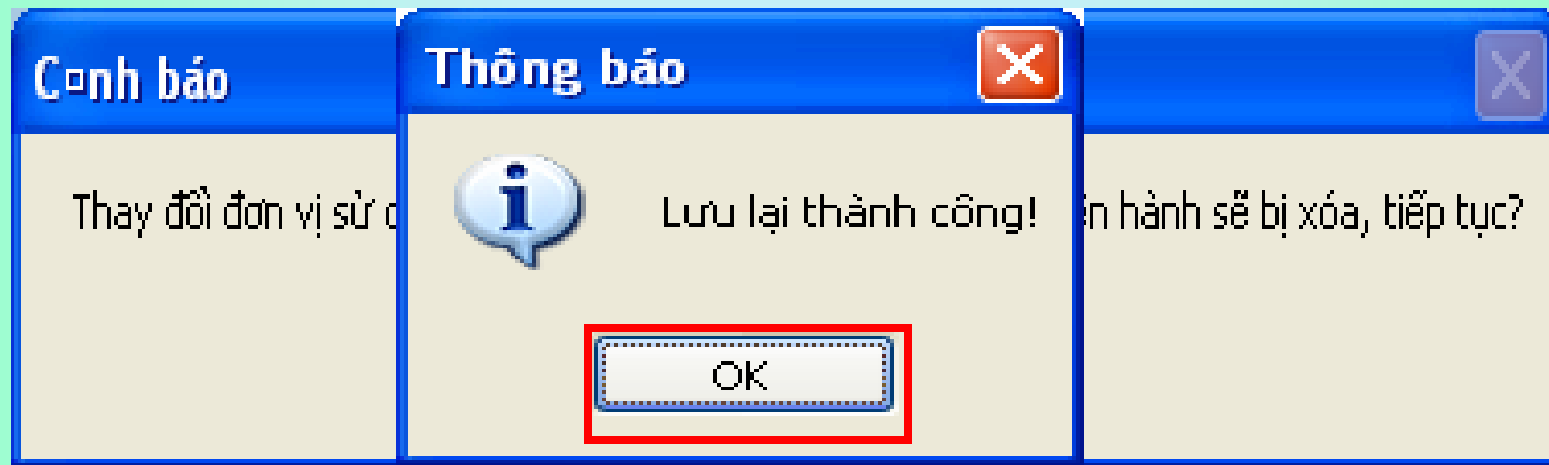 C¤nh báo
Thông báo
Thay đổi đơn vị sử
Lưu lại thành công!
hành sẽ bị xóa, tiếp tục?
OK